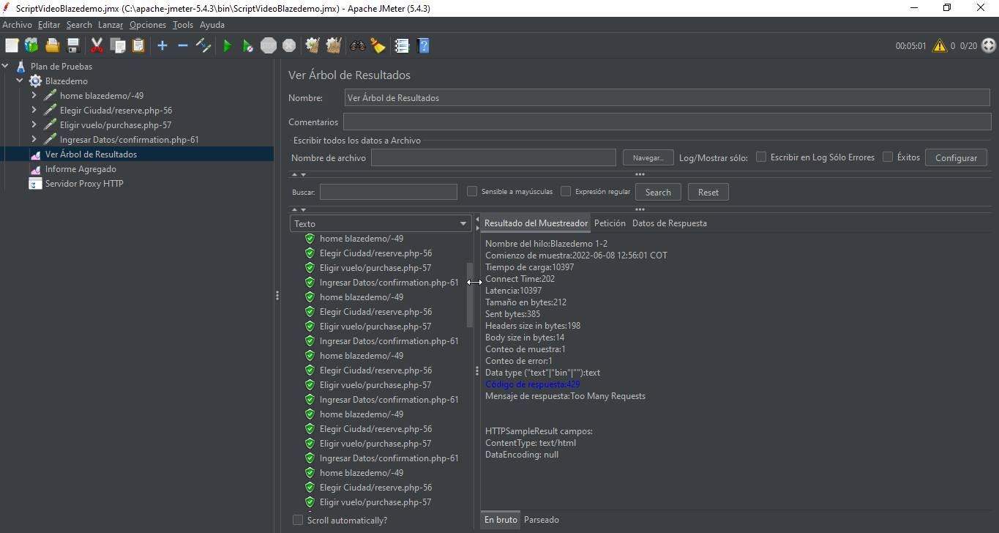 ScriptVideoBlazedemo.jmx (C:\apache-jmeter-5.4.3\bin\ScriptVideoBlazedemo.jmx) - Apache JMeter (5.4.3)
Archivo Editar Search Lanzar Opciones Tools Ayuda
STOP 00:05:01 0 0/20
Plan de Pruebas
Blazedemo
home blazedemo/-49
Elegir Ciudad/reserve.php-56
Eligir vuelo/purchase.php-57
Ingresar Datos/confirmation.php-61
Ver Árbol de Resultados
Informe Agregado
Servidor Proxy HTTP
Ver Árbol de Resultados
Nombre: Ver Árbol de Resultados
Comentarios
Escribir todos los datos a Archivo
Nombre de archivo Navegar... Log/Mostrar sólo: Escribir en Log Sólo Errores Éxitos Configurar
Buscar: Sensible a mayúsculas Expresión regular Search Reset
Texto
home blazedemo/-49
Elegir Ciudad/reserve.php-56
Eligir vuelo/purchase.php-57
Ingresar Datos/confirmation.php-61
home blazedemo/-49
Elegir Ciudad/reserve.php-56
Eligir vuelo/purchase.php-57
Ingresar Datos/confirmation.php-61
home blazedemo/-49
Elegir Ciudad/reserve.php-56
Eligir vuelo/purchase.php-57
Ingresar Datos/confirmation.php-61
home blazedemo/-49
Elegir Ciudad/reserve.php-56
Eligir vuelo/purchase.php-57
Ingresar Datos/confirmation.php-61
home blazedemo/-49
Elegir Ciudad/reserve.php-56
Eligir vuelo/purchase.php-57
Scroll automatically?
Resultado del Muestreador Petición Datos de Respuesta
Nombre del hilo:Blazedemo 1-2
Comienzo de muestra:2022-06-08 12:56:01 COT
Tiempo de carga:10397
Connect Time:202
Latencia:10397
Tamaño en bytes:212
Sent bytes:385
Headers size in bytes:198
Body size in bytes:14
Conteo de muestra:1
Conteo de error:1
Data type ("text"|"bin"|""):text
Código de respuesta:429
Mensaje de respuesta:Too Many Requests
HTTPSampleResult campos:
ContentType: text/html
DataEncoding: null
En bruto Parseado